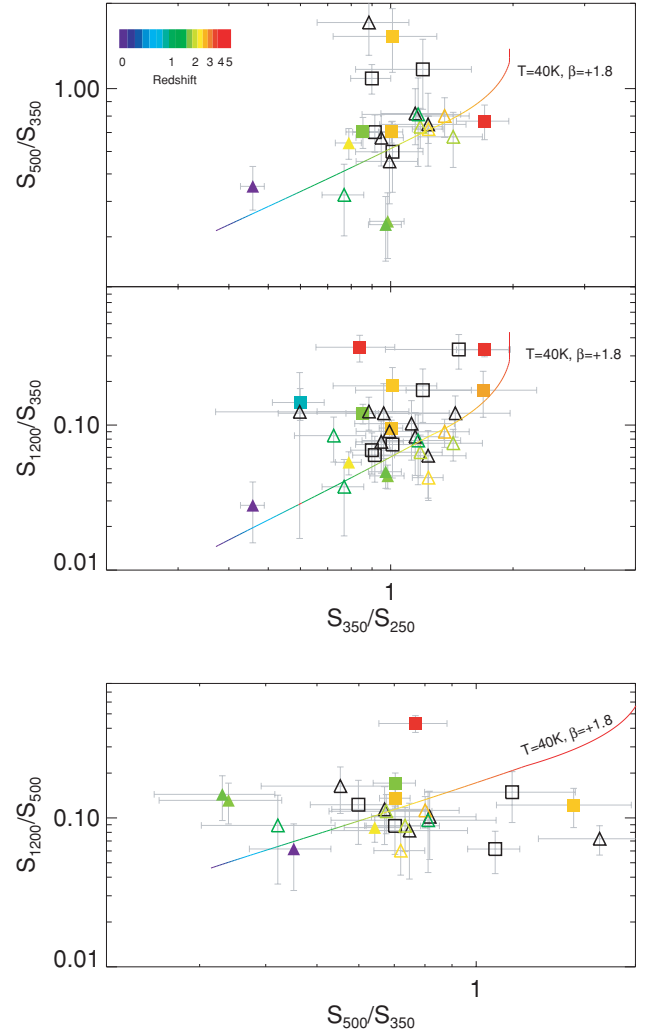 0 1 2 3 4 5
Redshift
T=40K, β=+1.8
1.00
S500/S350
T=40K, β=+1.8
0.10
S1200/S350
0.01
1
S350/S250
T=40K, β=+1.8
0.10
S1200/S500
0.01
1
S500/S350